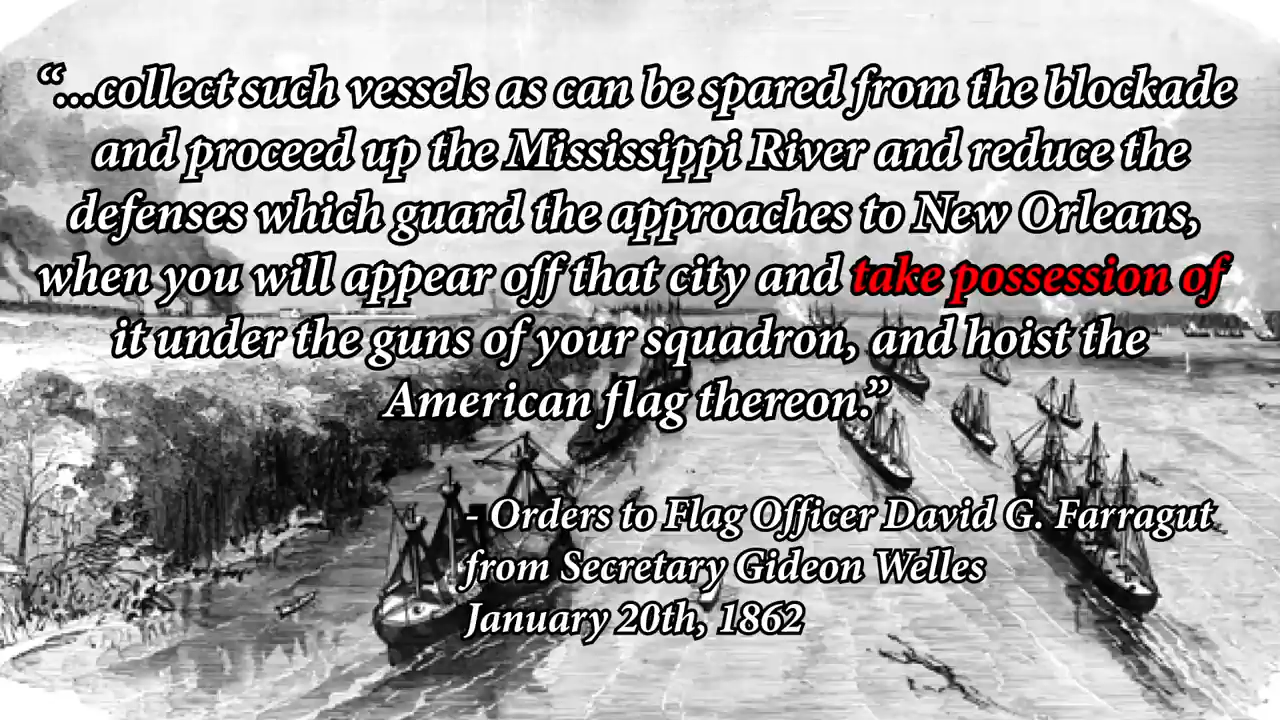 “...collect such vessels as can be spared from the blockade
and proceed up the Mississippi River and reduce the
defenses which guard the approaches to New Orleans,
when you will appear off that city and take possession of
it under the guns of your squadron, and hoist the
American flag thereon.”
- Orders to Flag Officer David G. Farragut
from Secretary Gideon Welles
January 20th, 1862